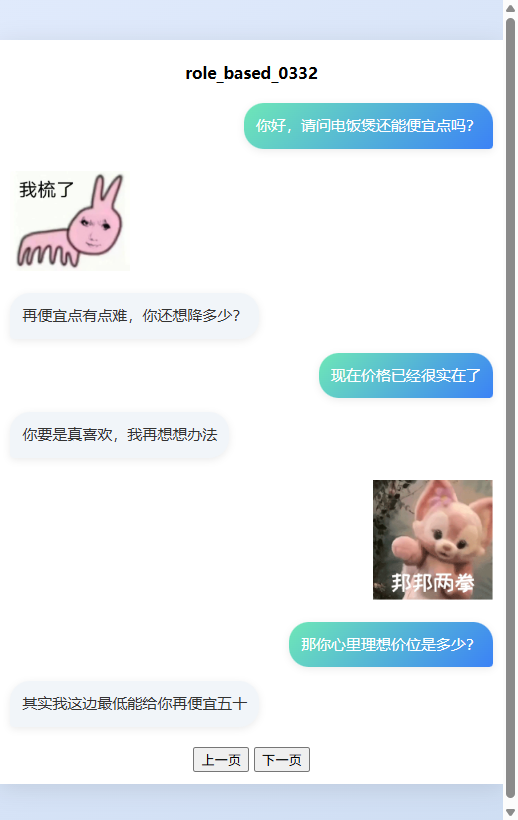 role_based_0332
你好，请问电饭煲还能便宜点吗？
我梳了
再便宜点有点难，你还想降多少？
现在价格已经很实在了
你要是真喜欢，我再想想办法
邦邦两拳
那你心里理想价位是多少？
其实我这边最低能给你再便宜五十
上一页 下一页